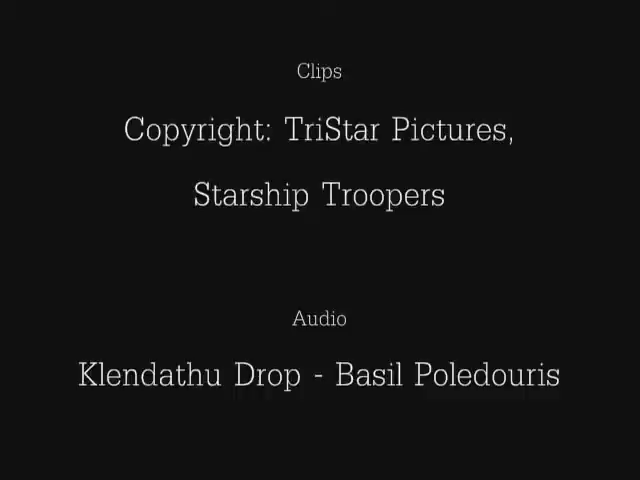 Clips
Copyright: TriStar Pictures,
Starship Troopers
Audio
Klendathu Drop - Basil Poledouris